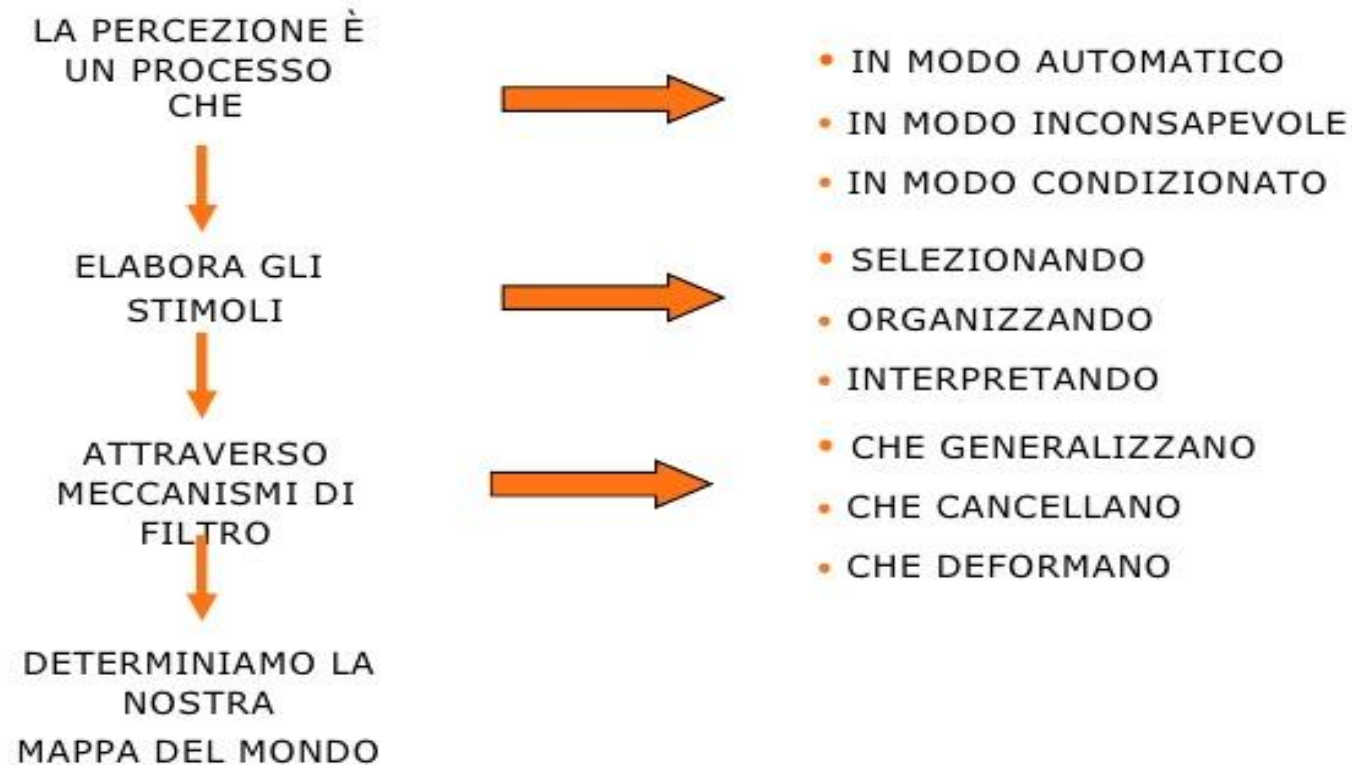 LA PERCEZIONE È
UN PROCESSO
CHE
• IN MODO AUTOMATICO
• IN MODO INCONSAPEVOLE
• IN MODO CONDIZIONATO
ELABORA GLI
STIMOLI
• SELEZIONANDO
• ORGANIZZANDO
• INTERPRETANDO
ATTRAVERSO
MECCANISMI DI
FILTRO
• CHE GENERALIZZANO
• CHE CANCELLANO
• CHE DEFORMANO
DETERMINIAMO LA
NOSTRA
MAPPA DEL MONDO